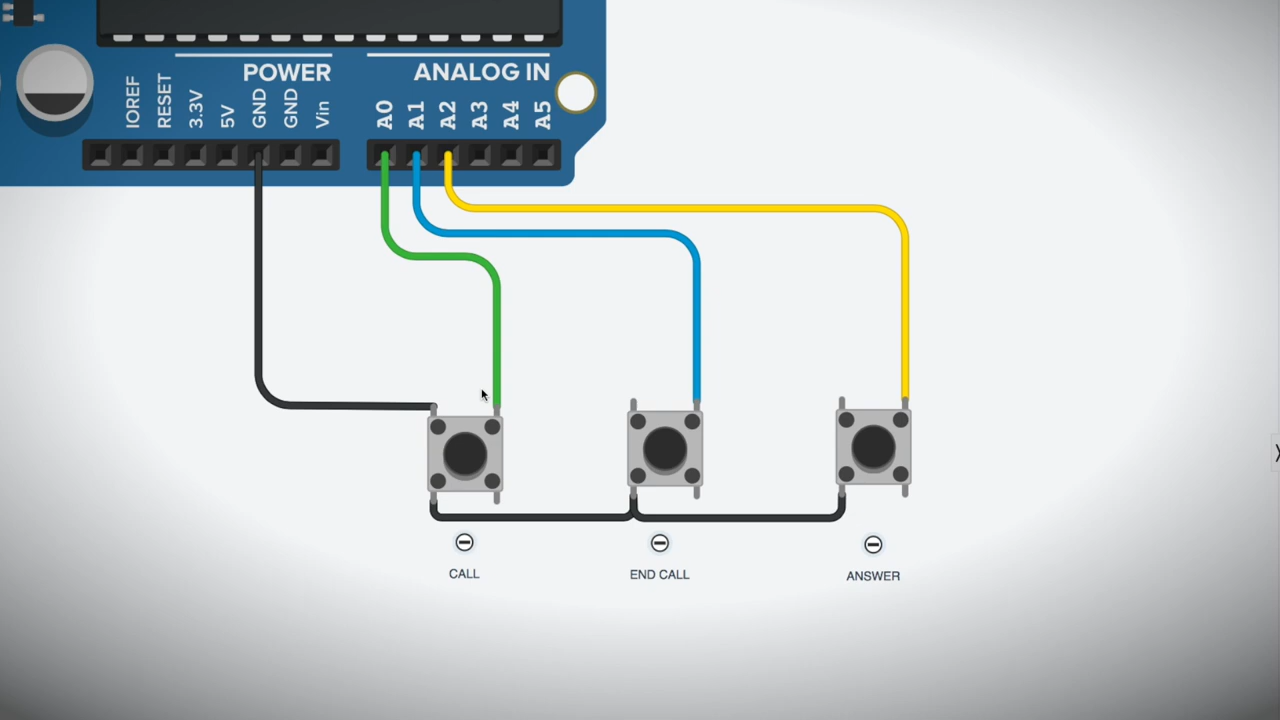 POWER
ANALOG IN
IOREF
RESET
3.3V
5V
GND
GND
Vin
A0
A1
A2
A3
A4
A5
CALL
END CALL
ANSWER